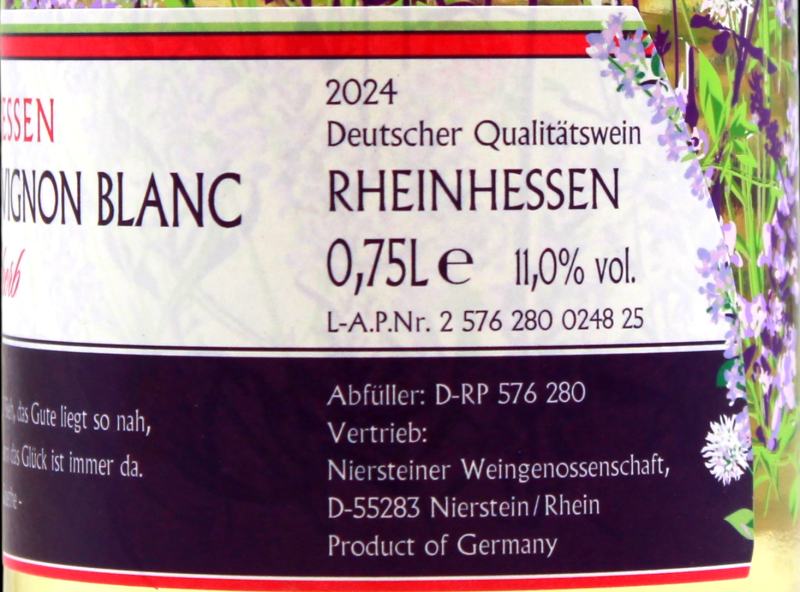 ESSEN
VIGNON BLANC
2024
Deutscher Qualitätswein
RHEINHESSEN
0,75L e 11,0% vol.
L-A.P.Nr. 2 576 280 0248 25
das Gute liegt so nah,
das Glück ist immer da.
Abfüller: D-RP 576 280
Vertrieb:
Niersteiner Weingenossenschaft,
D-55283 Nierstein/Rhein
Product of Germany